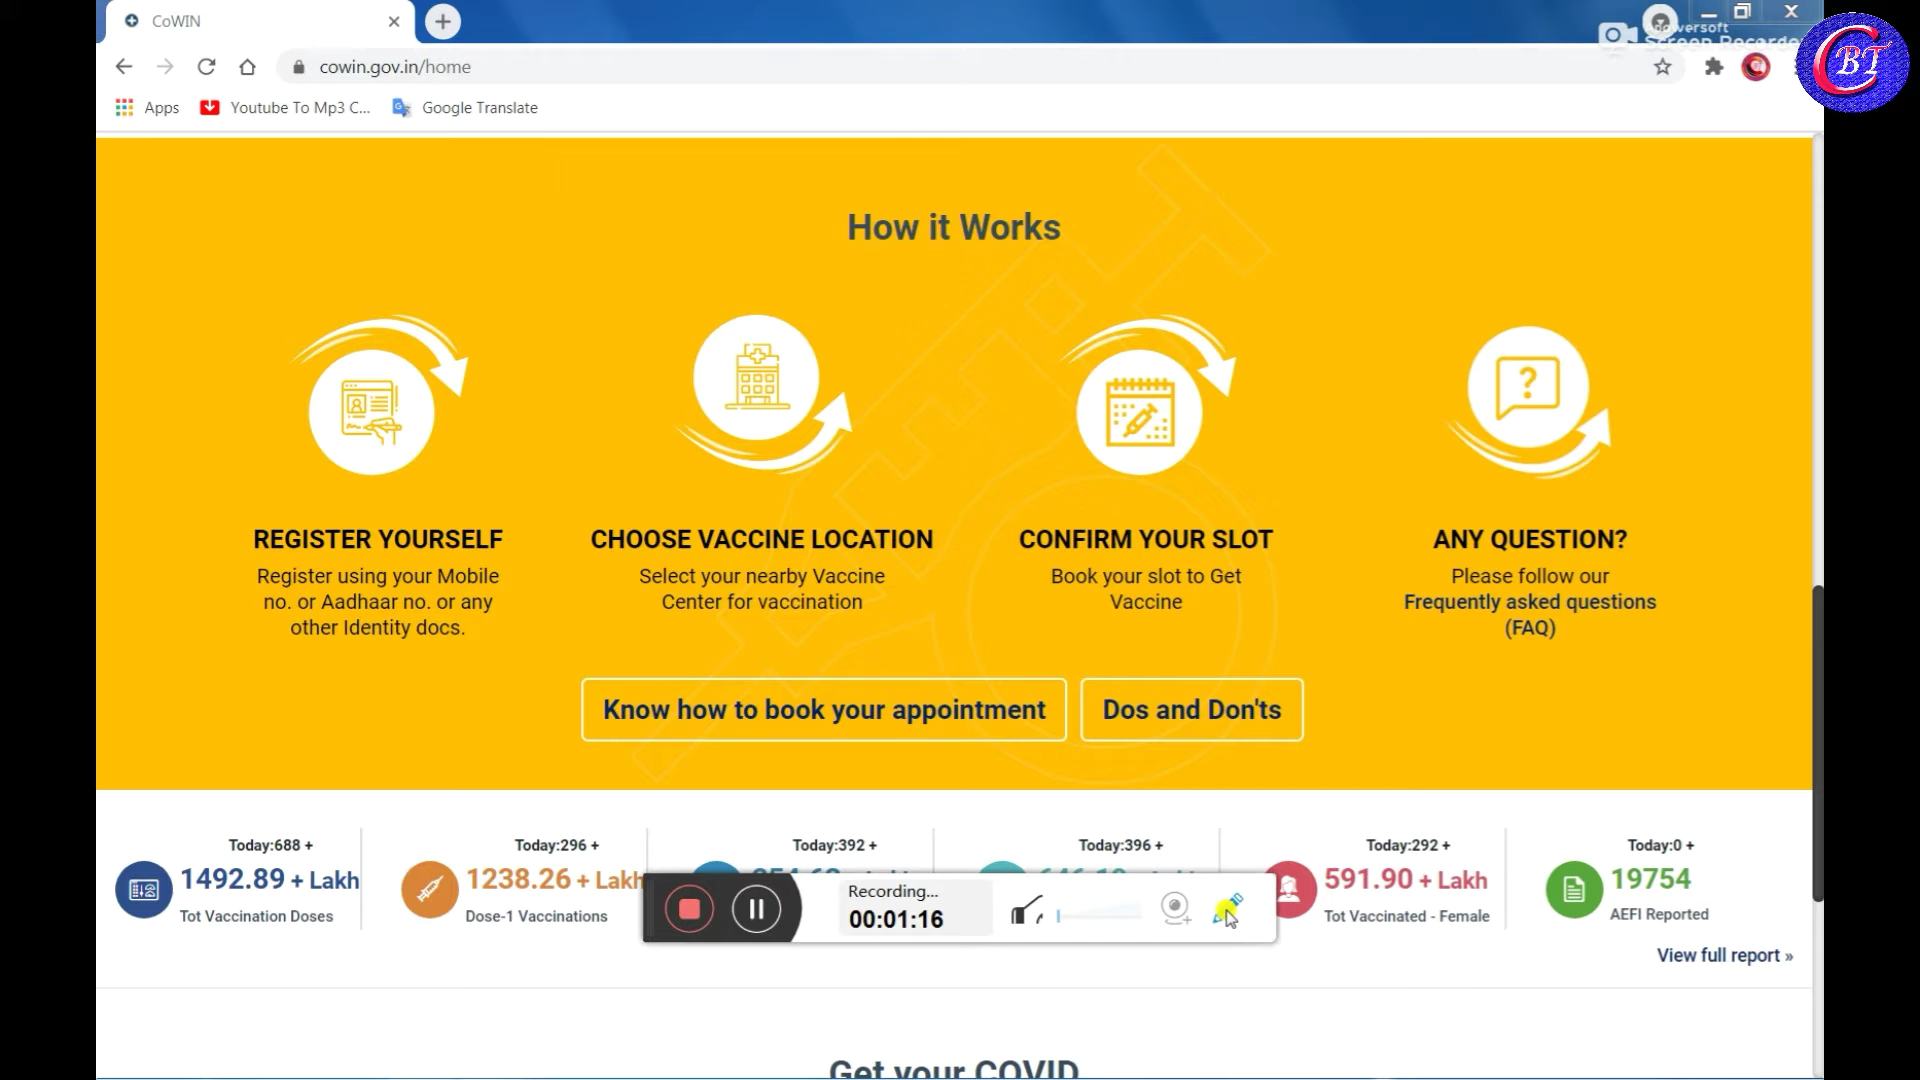 CoWIN
Apowersoft
Screen Recorder
CBT
cowin.gov.in/home
Apps
Youtube To Mp3 C...
Google Translate
How it Works
REGISTER YOURSELF
Register using your Mobile
no. or Aadhaar no. or any
other Identity docs.
CHOOSE VACCINE LOCATION
Select your nearby Vaccine
Center for vaccination
CONFIRM YOUR SLOT
Book your slot to Get
Vaccine
ANY QUESTION?
Please follow our
Frequently asked questions
(FAQ)
Know how to book your appointment
Dos and Don'ts
Today:688 +
1492.89 + Lakh
Tot Vaccination Doses
Today:296 +
1238.26 + Lakh
Dose-1 Vaccinations
Today:392 +
Today:396 +
Today:292 +
591.90 + Lakh
Tot Vaccinated - Female
Today:0 +
19754
AEFI Reported
Recording...
00:01:16
View full report »
Get your COVID